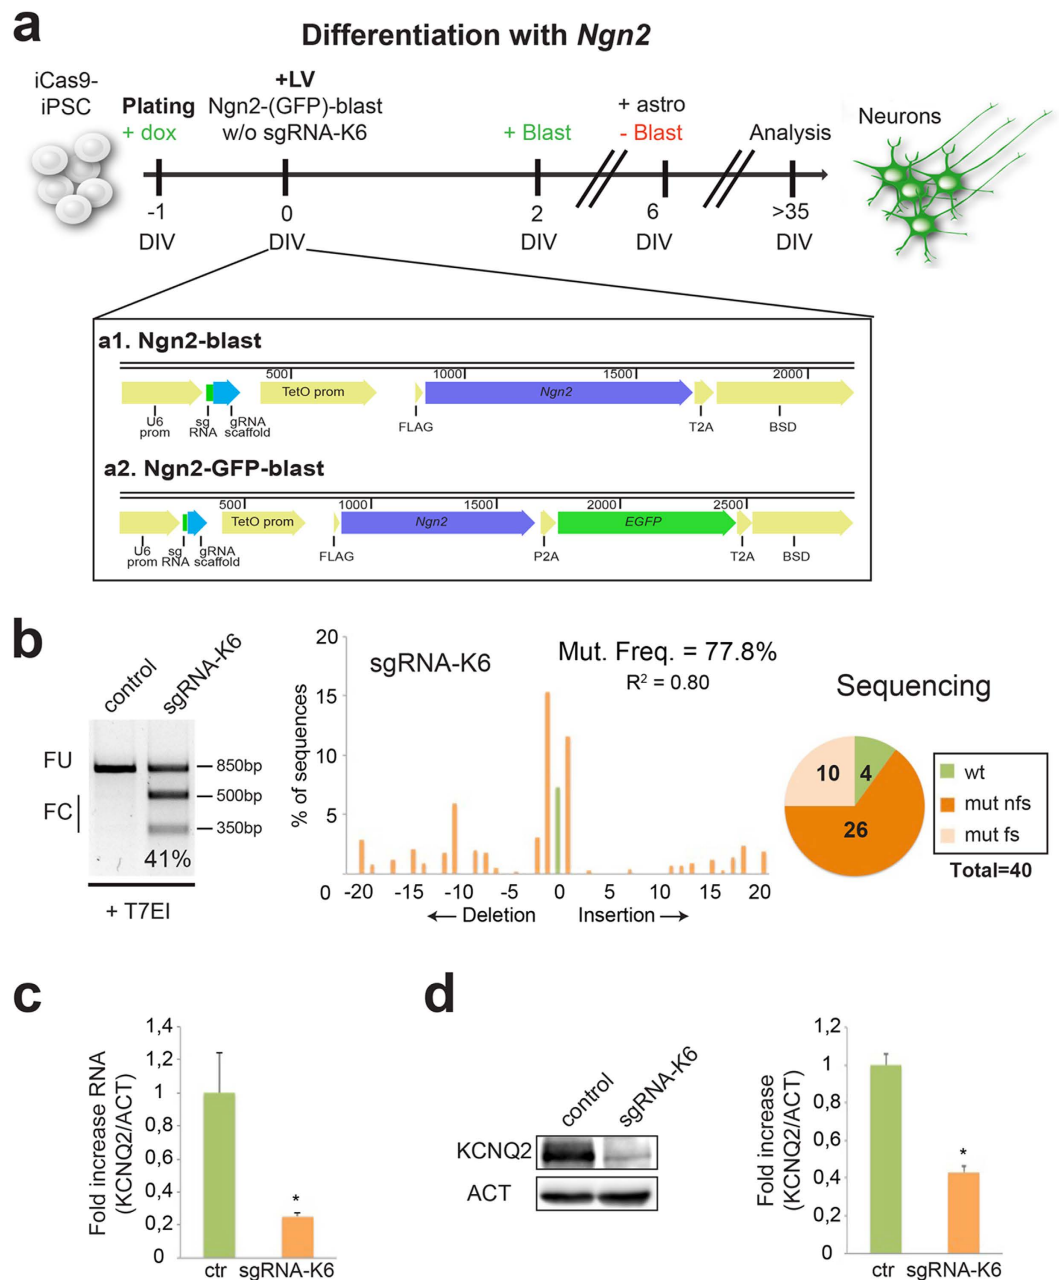 a
Differentiation with Ngn2
iCas9-
iPSC
Plating
+ dox
+LV
Ngn2-(GFP)-blast
w/o sgRNA-K6
+ Blast
+ astro
- Blast
Analysis
Neurons
-1
0
2
6
>35
DIV
DIV
DIV
DIV
DIV
a1. Ngn2-blast
500
1000
1500
2000
TetO prom
Ngn2
U6
prom
sg
RNA
gRNA
scaffold
FLAG
T2A
BSD
a2. Ngn2-GFP-blast
500
1000
1500
2000
2500
TetO prom
Ngn2
EGFP
U6
prom
sg
RNA
gRNA
scaffold
FLAG
P2A
T2A
BSD
b
control
sgRNA-K6
FU
FC
850bp
500bp
350bp
41%
+ T7EI
% of sequences
20
15
10
5
0
sgRNA-K6
Mut. Freq. = 77.8%
R² = 0.80
-20
-15
-10
-5
0
5
10
15
20
← Deletion
Insertion →
Sequencing
10
4
26
wt
mut nfs
mut fs
Total=40
c
Fold increase RNA
(KCNQ2/ACT)
1,4
1,2
1
0,8
0,6
0,4
0,2
0
*
ctr
sgRNA-K6
d
control
sgRNA-K6
KCNQ2
ACT
Fold increase
(KCNQ2/ACT)
1,2
1
0,8
0,6
0,4
0,2
0
*
ctr
sgRNA-K6